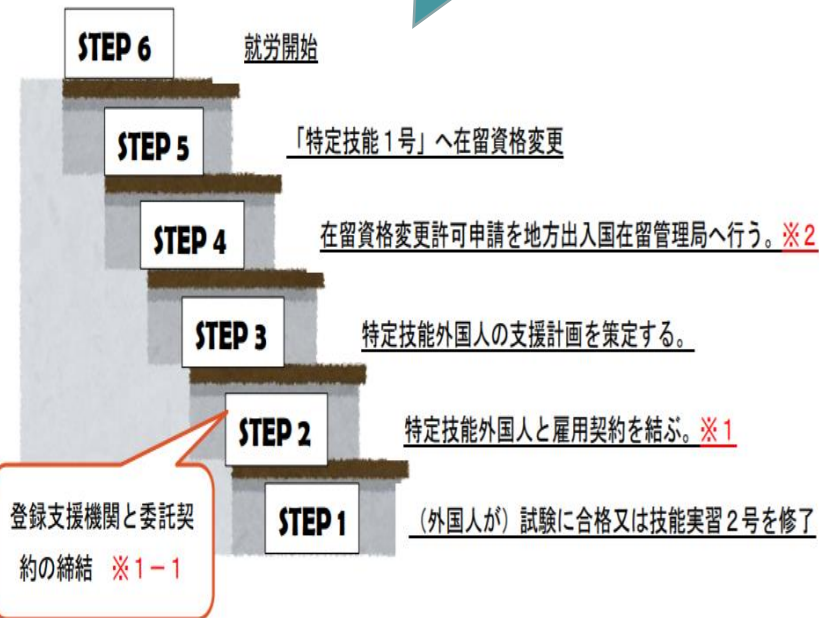 STEP 6 就労開始
STEP 5 「特定技能1号」へ在留資格変更
STEP 4 在留資格変更許可申請を地方出入国在留管理局へ行う。※2
STEP 3 特定技能外国人の支援計画を策定する。
STEP 2 特定技能外国人と雇用契約を結ぶ。※1
STEP 1 （外国人が）試験に合格又は技能実習2号を修了
登録支援機関と委託契
約の締結 ※1－1